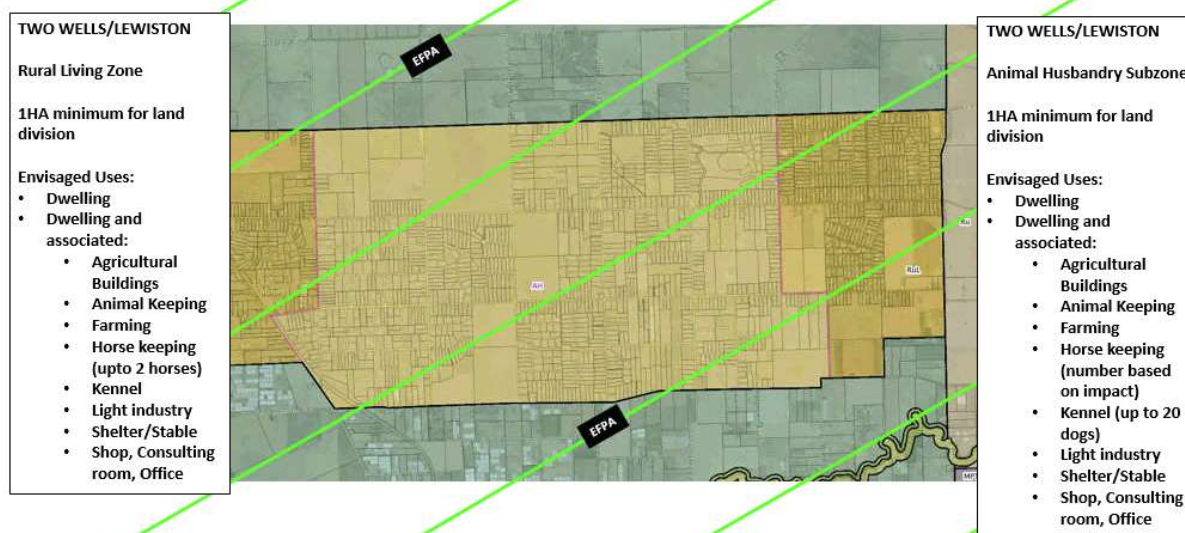 TWO WELLS/LEWISTON
Rural Living Zone
1HA minimum for land
division
Envisaged Uses:
• Dwelling
• Dwelling and
associated:
• Agricultural
Buildings
• Animal Keeping
• Farming
• Horse keeping
(upto 2 horses)
• Kennel
• Light industry
• Shelter/Stable
• Shop, Consulting
room, Office
EFPA
AH
RuL
Ru
EFPA
TWO WELLS/LEWISTON
Animal Husbandry Subzone
1HA minimum for land
division
Envisaged Uses:
• Dwelling
• Dwelling and
associated:
• Agricultural
Buildings
• Animal Keeping
• Farming
• Horse keeping
(number based
on impact)
• Kennel (up to 20
dogs)
• Light industry
• Shelter/Stable
• Shop, Consulting
room, Office